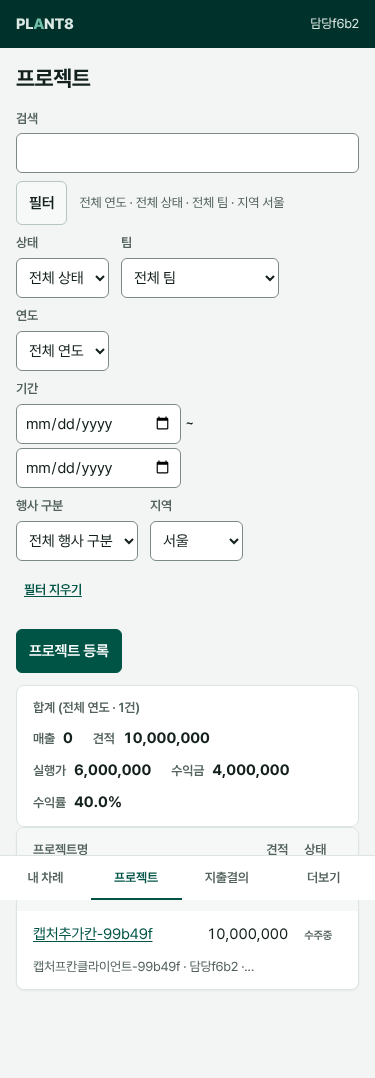 PLANT8
담당f6b2
프로젝트
검색
필터
전체 연도 · 전체 상태 · 전체 팀 · 지역 서울
상태
팀
전체 상태
전체 팀
연도
전체 연도
기간
mm/dd/yyyy ~
mm/dd/yyyy
행사 구분
지역
전체 행사 구분
서울
필터 지우기
프로젝트 등록
합계 (전체 연도 · 1건)
매출 0 견적 10,000,000
실행가 6,000,000 수익금 4,000,000
수익률 40.0%
프로젝트명 견적 상태
내 차례 프로젝트 지출결의 더보기
캡처추가칸-99b49f 10,000,000 수주중
캡처프칸클라이언트-99b49f · 담당f6b2 ·...